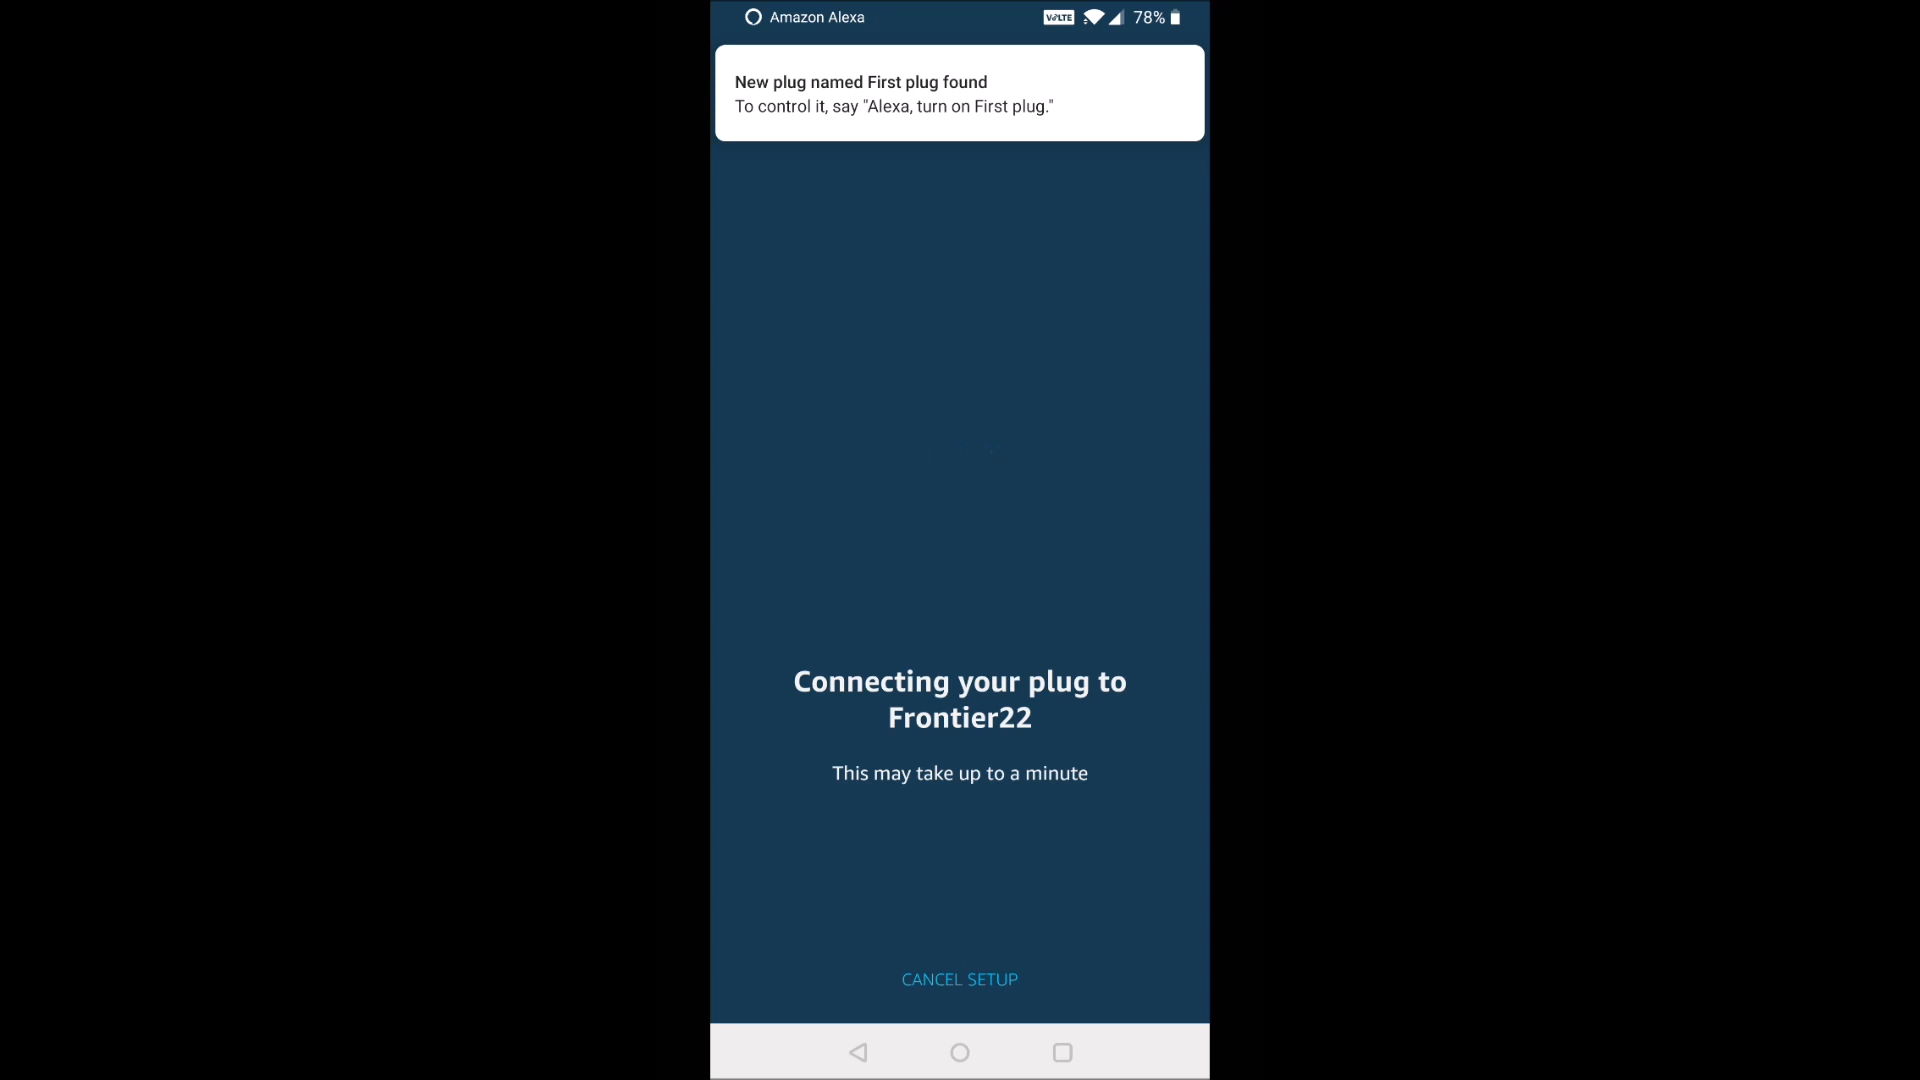 Amazon Alexa VoLTE 78%
New plug named First plug found
To control it, say "Alexa, turn on First plug."
Connecting your plug to
Frontier22
This may take up to a minute
CANCEL SETUP